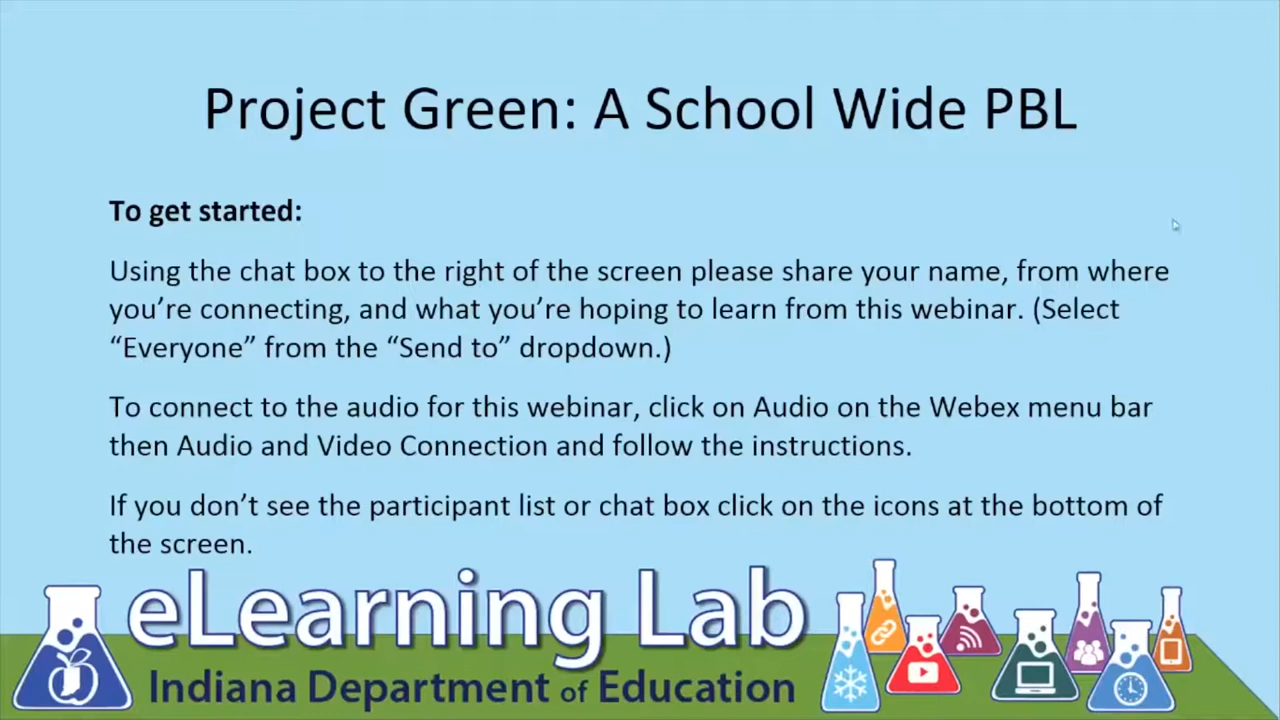 Project Green: A School Wide PBL
To get started:
Using the chat box to the right of the screen please share your name, from where
you’re connecting, and what you’re hoping to learn from this webinar. (Select
“Everyone” from the “Send to” dropdown.)
To connect to the audio for this webinar, click on Audio on the Webex menu bar
then Audio and Video Connection and follow the instructions.
If you don’t see the participant list or chat box click on the icons at the bottom of
the screen.
eLearning Lab
Indiana Department of Education